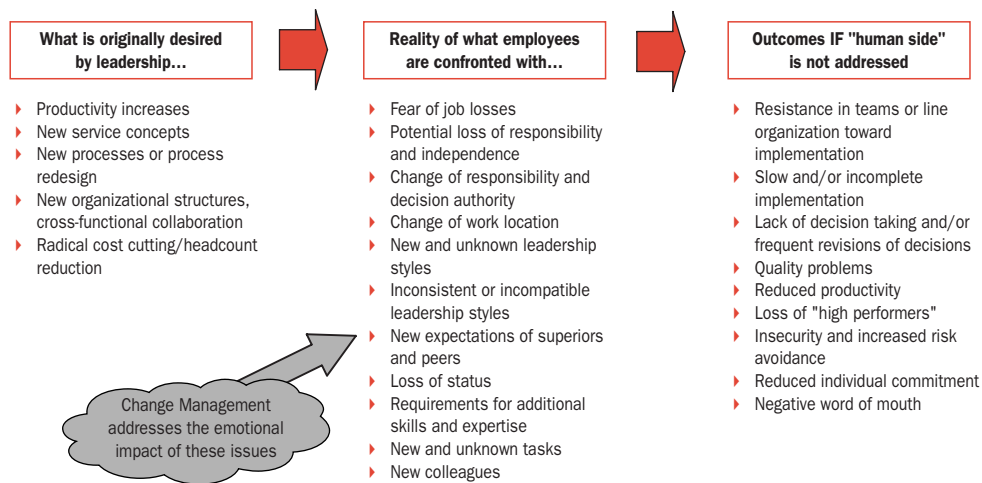 What is originally desired
by leadership…
Productivity increases
New service concepts
New processes or process
redesign
New organizational structures,
cross-functional collaboration
Radical cost cutting/headcount
reduction
Change Management
addresses the emotional
impact of these issues
Reality of what employees
are confronted with…
Fear of job losses
Potential loss of responsibility
and independence
Change of responsibility and
decision authority
Change of work location
New and unknown leadership
styles
Inconsistent or incompatible
leadership styles
New expectations of superiors
and peers
Loss of status
Requirements for additional
skills and expertise
New and unknown tasks
New colleagues
Outcomes IF "human side"
is not addressed
Resistance in teams or line
organization toward
implementation
Slow and/or incomplete
implementation
Lack of decision taking and/or
frequent revisions of decisions
Quality problems
Reduced productivity
Loss of "high performers"
Insecurity and increased risk
avoidance
Reduced individual commitment
Negative word of mouth